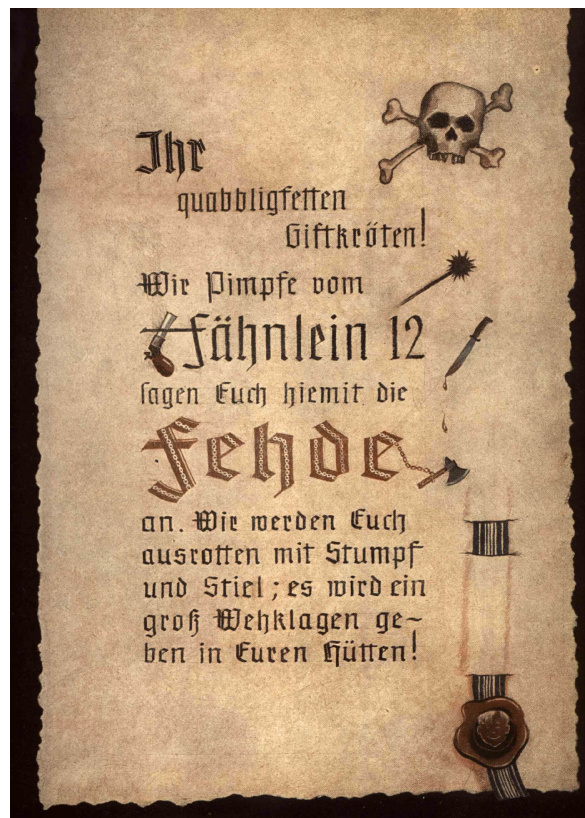 Ihr
quabbligfetten
Giftkröten!
Wir Pimpfe vom
Fähnlein 12
sagen Euch hiemit die
Fehde
an. Wir werden Euch
ausrotten mit Stumpf
und Stiel; es wird ein
groß Wehklagen ge-
ben in Euren Hütten!